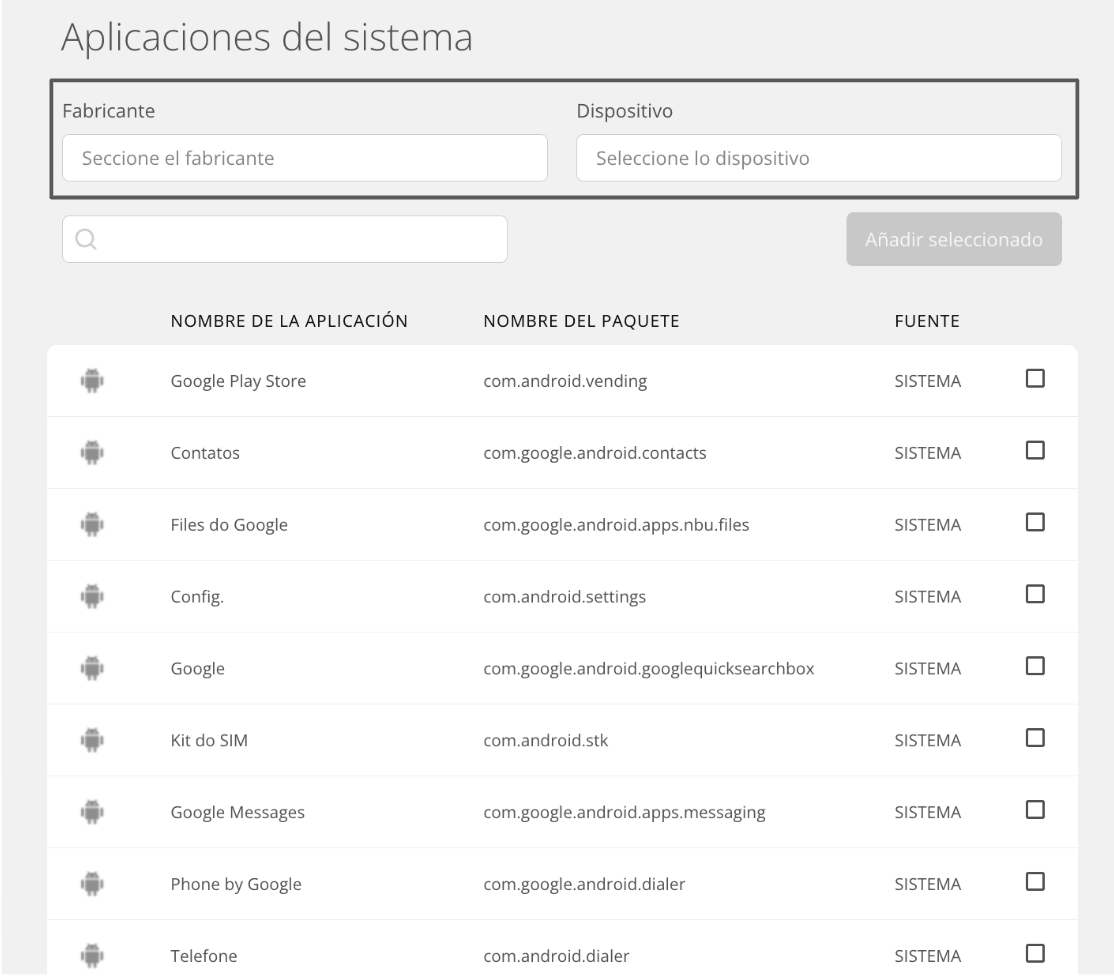 Aplicaciones del sistema
Fabricante Dispositivo
Seccione el fabricante Seleccione lo dispositivo
Añadir seleccionado
NOMBRE DE LA APLICACIÓN NOMBRE DEL PAQUETE FUENTE
Google Play Store com.android.vending SISTEMA
Contatos com.google.android.contacts SISTEMA
Files do Google com.google.android.apps.nbu.files SISTEMA
Config. com.android.settings SISTEMA
Google com.google.android.googlequicksearchbox SISTEMA
Kit do SIM com.android.stk SISTEMA
Google Messages com.google.android.apps.messaging SISTEMA
Phone by Google com.google.android.dialer SISTEMA
Telefone com.android.dialer SISTEMA